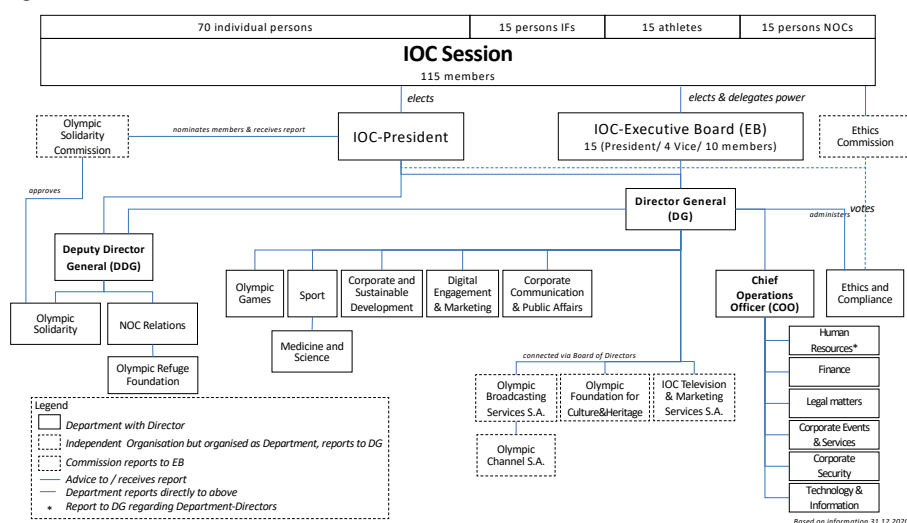 70 individual persons
15 persons IFs
15 athletes
15 persons NOCs
IOC Session
115 members
elects
elects & delegates power
Olympic
Solidarity
Commission
nominates members & receives report
IOC-President
IOC-Executive Board (EB)
15 (President/ 4 Vice/ 10 members)
Ethics
Commission
approves
Director General
(DG)
administers
votes
Deputy Director
General (DDG)
Olympic
Games
Sport
Corporate and
Sustainable
Development
Digital
Engagement
& Marketing
Corporate
Communication
& Public Affairs
Chief
Operations
Officer (COO)
Ethics and
Compliance
Olympic
Solidarity
NOC Relations
Medicine and
Science
Olympic Refuge
Foundation
Human
Resources*
Finance
Legal matters
Corporate Events
& Services
Corporate
Security
Technology &
Information
connected via Board of Directors
Olympic
Broadcasting
Services S.A.
Olympic
Foundation for
Culture&Heritage
IOC Television
& Marketing
Services S.A.
Olympic
Channel S.A.
Legend
Department with Director
Independent Organisation but organised as Department, reports to DG
Commission reports to EB
Advice to / receives report
Department reports directly to above
* Report to DG regarding Department-Directors
Based on information 31.12.2020